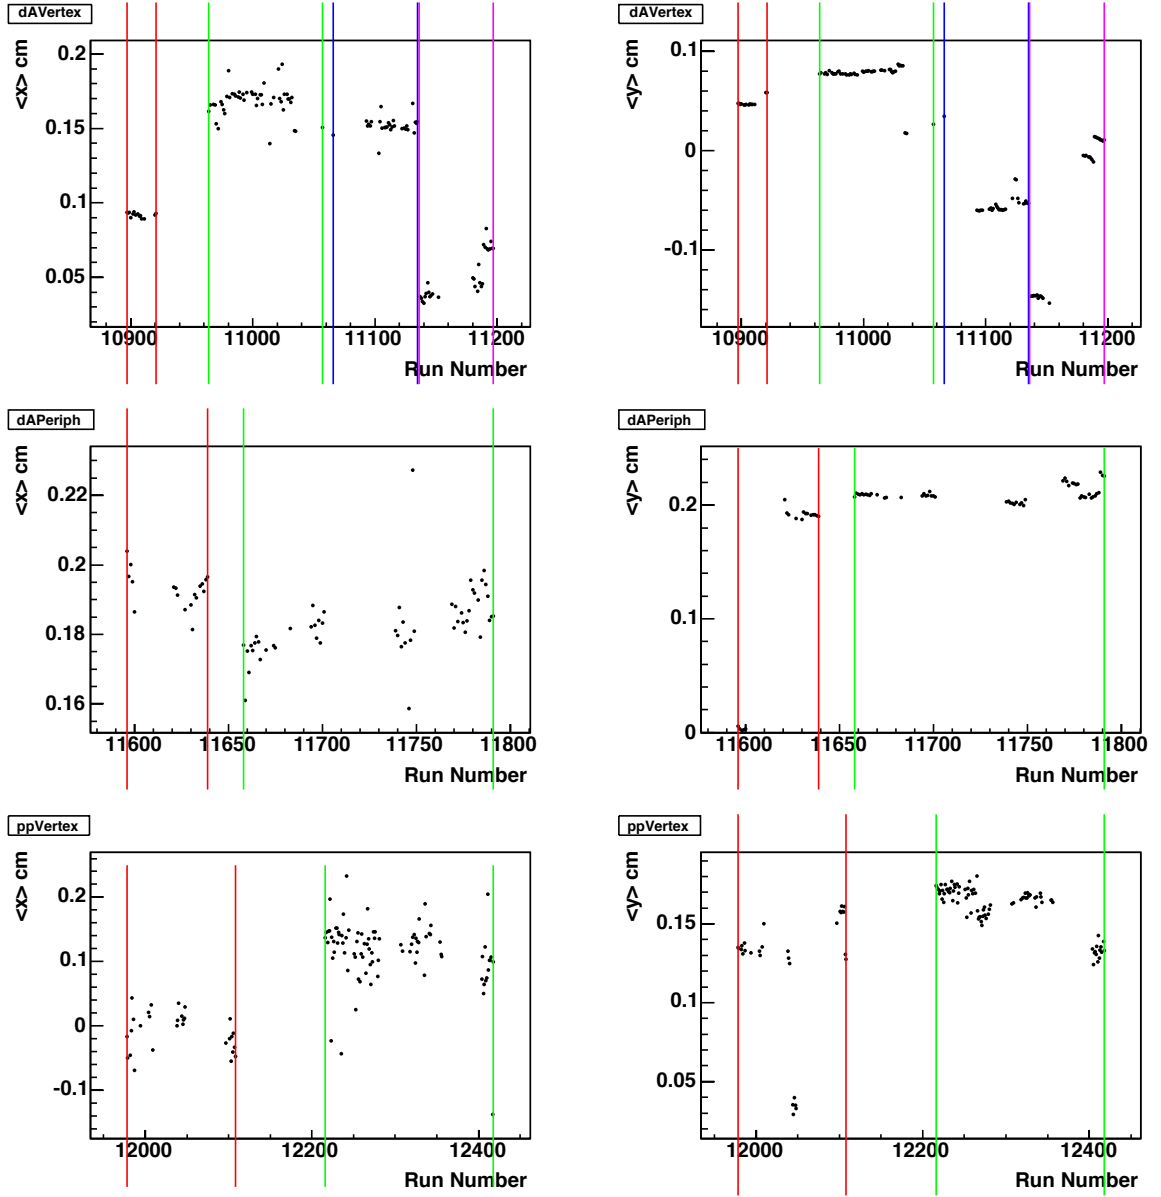 dAVertex
<x> cm
0.2
0.15
0.1
0.05
10900 11000 11100 11200
Run Number
dAVertex
<y> cm
0.1
0
-0.1
10900 11000 11100 11200
Run Number
dAPeriph
<x> cm
0.22
0.2
0.18
0.16
11600 11650 11700 11750 11800
Run Number
dAPeriph
<y> cm
0.2
0.1
0
11600 11650 11700 11750 11800
Run Number
ppVertex
<x> cm
0.2
0.1
0
-0.1
12000 12200 12400
Run Number
ppVertex
<y> cm
0.15
0.1
0.05
12000 12200 12400
Run Number